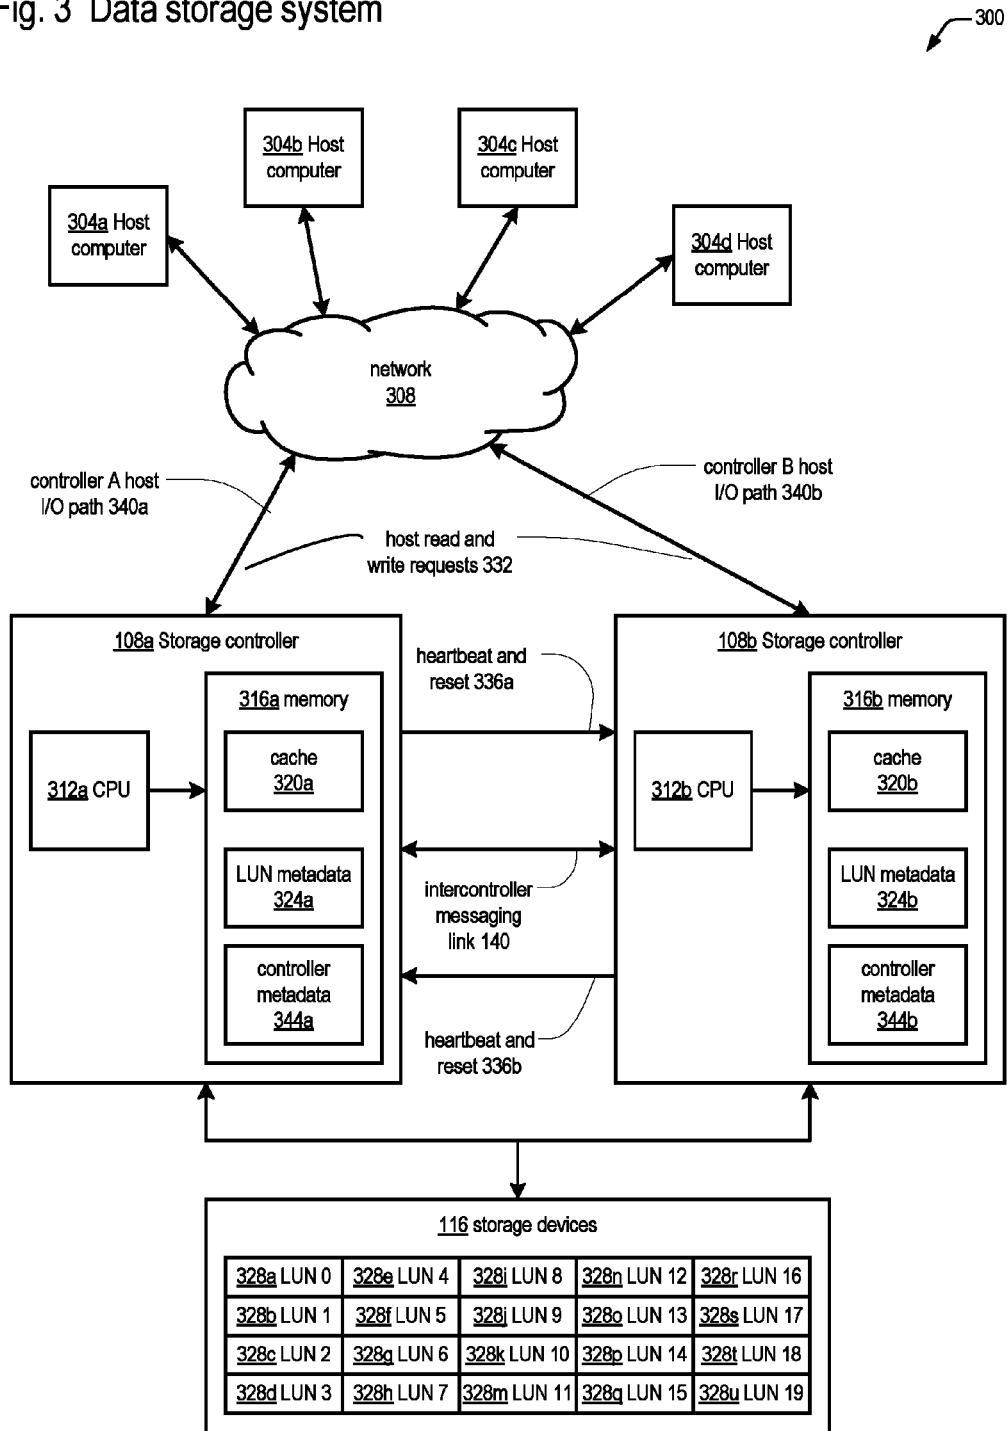 Fig. 3 Data storage system
300
304b Host
computer
304c Host
computer
304a Host
computer
304d Host
computer
network
308
controller A host
I/O path 340a
controller B host
I/O path 340b
host read and
write requests 332
108a Storage controller
108b Storage controller
heartbeat and
reset 336a
316a memory
316b memory
cache
320a
cache
320b
312a CPU
312b CPU
LUN metadata
324a
LUN metadata
324b
intercontroller
messaging
link 140
controller
metadata
344a
controller
metadata
344b
heartbeat and
reset 336b
116 storage devices
328a LUN 0 328e LUN 4 328i LUN 8 328n LUN 12 328r LUN 16
328b LUN 1 328f LUN 5 328j LUN 9 328o LUN 13 328s LUN 17
328c LUN 2 328g LUN 6 328k LUN 10 328p LUN 14 328t LUN 18
328d LUN 3 328h LUN 7 328m LUN 11 328q LUN 15 328u LUN 19